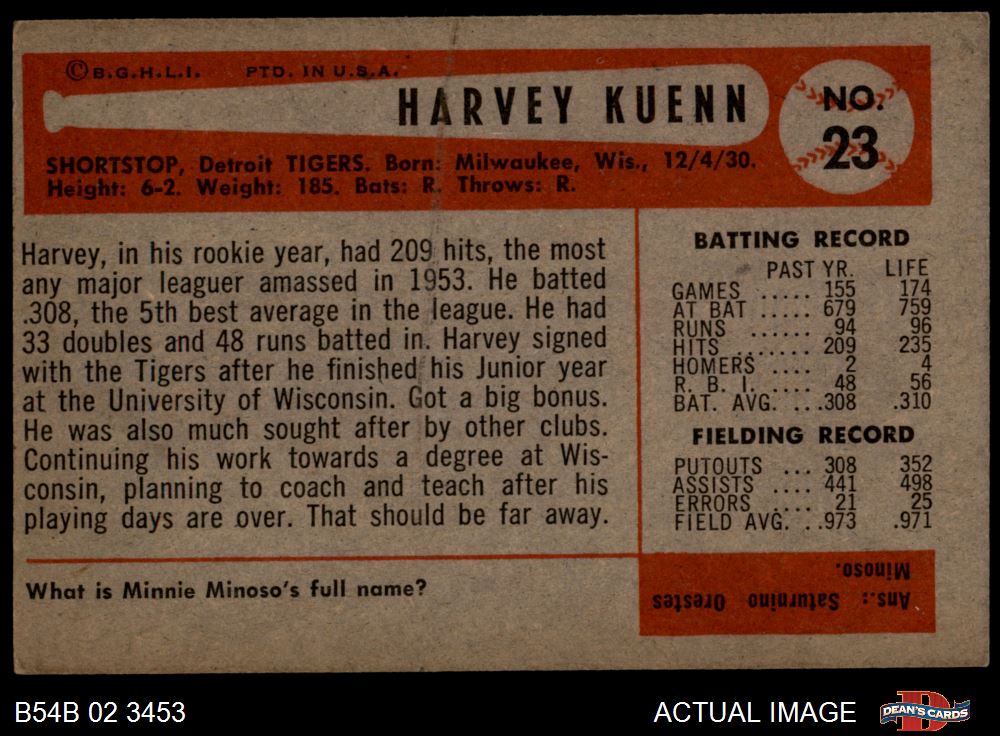 ©B.G.H.L.I. PTD. IN U.S.A.
HARVEY KUENN
NO.
23
SHORTSTOP, Detroit TIGERS. Born: Milwaukee, Wis., 12/4/30.
Height: 6-2. Weight: 185. Bats: R. Throws: R.
Harvey, in his rookie year, had 209 hits, the most
any major leaguer amassed in 1953. He batted
.308, the 5th best average in the league. He had
33 doubles and 48 runs batted in. Harvey signed
with the Tigers after he finished his Junior year
at the University of Wisconsin. Got a big bonus.
He was also much sought after by other clubs.
Continuing his work towards a degree at Wis-
consin, planning to coach and teach after his
playing days are over. That should be far away.
BATTING RECORD
PAST YR. LIFE
GAMES ..... 155 174
AT BAT ..... 679 759
RUNS ...... 94 96
HITS ....... 209 235
HOMERS ..... 2 4
R. B. I. .... 48 56
BAT. AVG. ...308 .310
FIELDING RECORD
PUTOUTS ... 308 352
ASSISTS .... 441 498
ERRORS ..... 21 25
FIELD AVG. ..973 .971
What is Minnie Minoso's full name?
Ans.: Saturnino Orestes
Minoso.
B54B 02 3453
ACTUAL IMAGE
D
DEAN'S CARDS